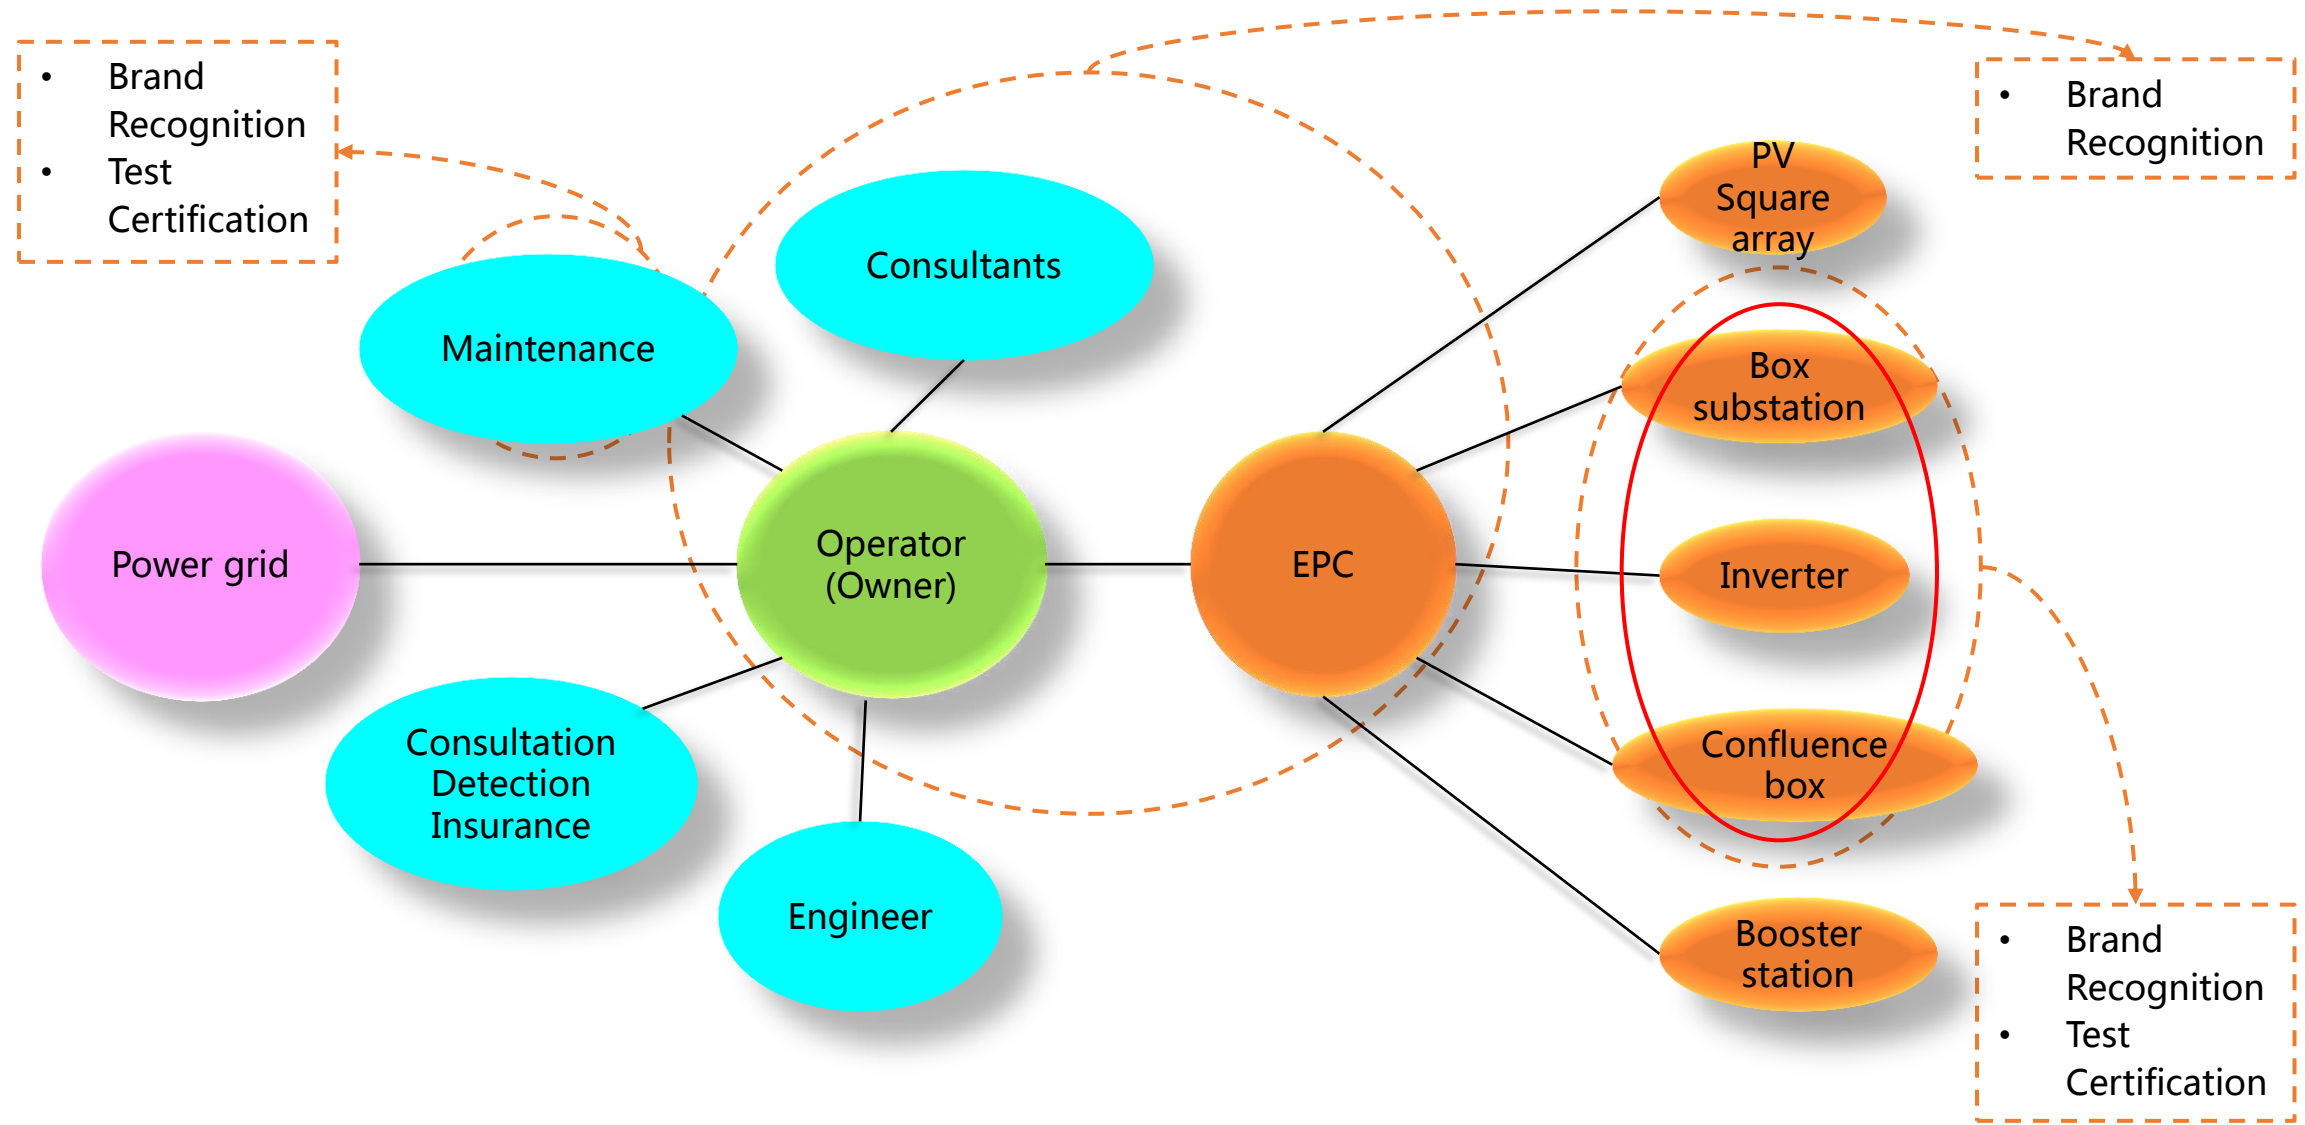 • Brand
Recognition
• Test
Certification
• Brand
Recognition
PV
Square
array
Consultants
Maintenance
Box
substation
Power grid
Operator
(Owner)
EPC
Inverter
Consultation
Detection
Insurance
Confluence
box
Engineer
Booster
station
• Brand
Recognition
• Test
Certification